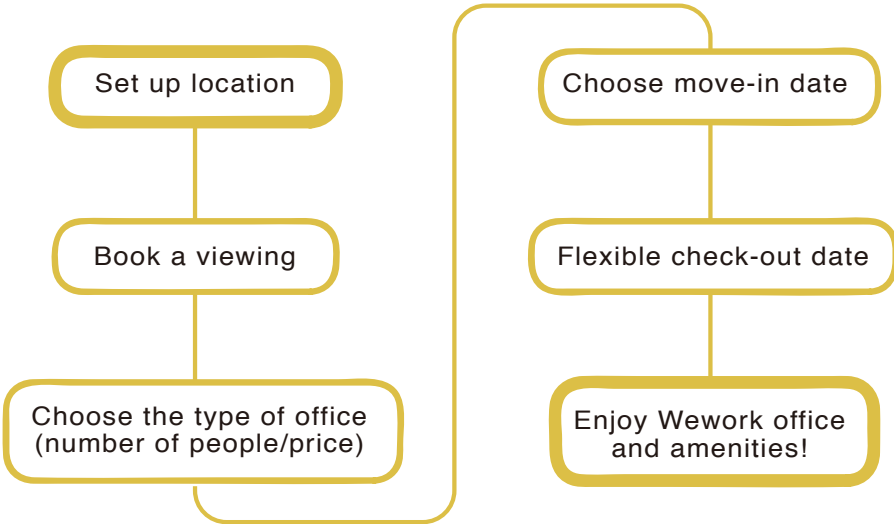 Set up location
Book a viewing
Choose the type of office
(number of people/price)
Choose move-in date
Flexible check-out date
Enjoy Wework office
and amenities!